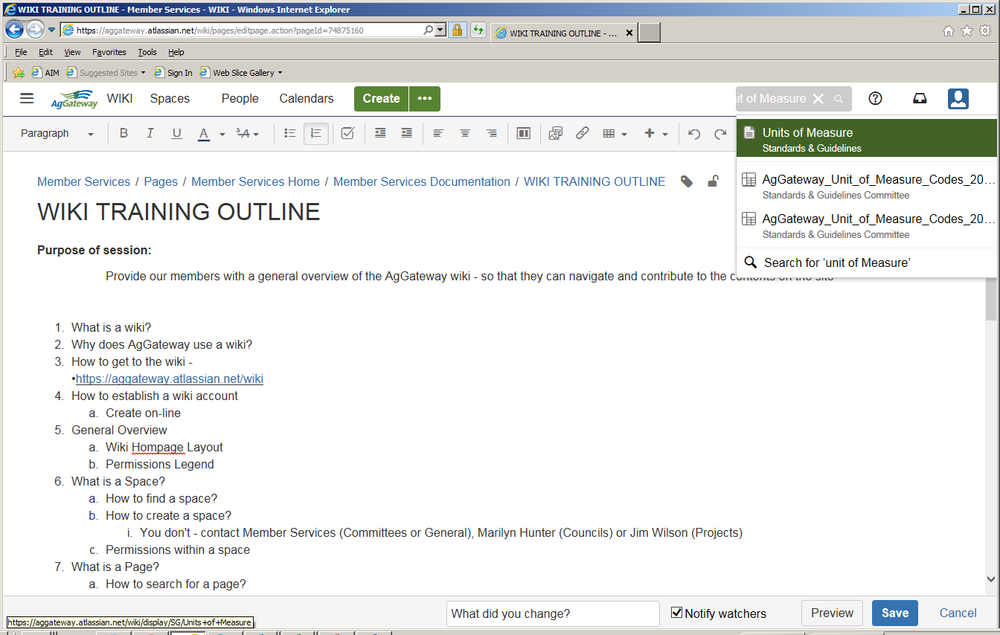 WIKI TRAINING OUTLINE - Member Services - WIKI - Windows Internet Explorer
https://aggateway.atlassian.net/wiki/pages/editpage.action?pageId=74875160
WIKI TRAINING OUTLINE - ...
File Edit View Favorites Tools Help
AIM Suggested Sites Sign In Web Slice Gallery
AgGateway WIKI Spaces People Calendars Create ••• it of Measure
Paragraph B I U A A +
Units of Measure
Standards & Guidelines
AgGateway_Unit_of_Measure_Codes_20...
Standards & Guidelines Committee
AgGateway_Unit_of_Measure_Codes_20...
Standards & Guidelines Committee
Search for ‘unit of Measure’
Member Services / Pages / Member Services Home / Member Services Documentation / WIKI TRAINING OUTLINE
WIKI TRAINING OUTLINE
Purpose of session:
Provide our members with a general overview of the AgGateway wiki - so that they can navigate and contribute to the contents on the site
1. What is a wiki?
2. Why does AgGateway use a wiki?
3. How to get to the wiki -
•https://aggateway.atlassian.net/wiki
4. How to establish a wiki account
a. Create on-line
5. General Overview
a. Wiki Hompage Layout
b. Permissions Legend
6. What is a Space?
a. How to find a space?
b. How to create a space?
i. You don't - contact Member Services (Committees or General), Marilyn Hunter (Councils) or Jim Wilson (Projects)
c. Permissions within a space
7. What is a Page?
a. How to search for a page?
What did you change? Notify watchers Preview Save Cancel
https://aggateway.atlassian.net/wiki/display/SG/Units+of+Measure